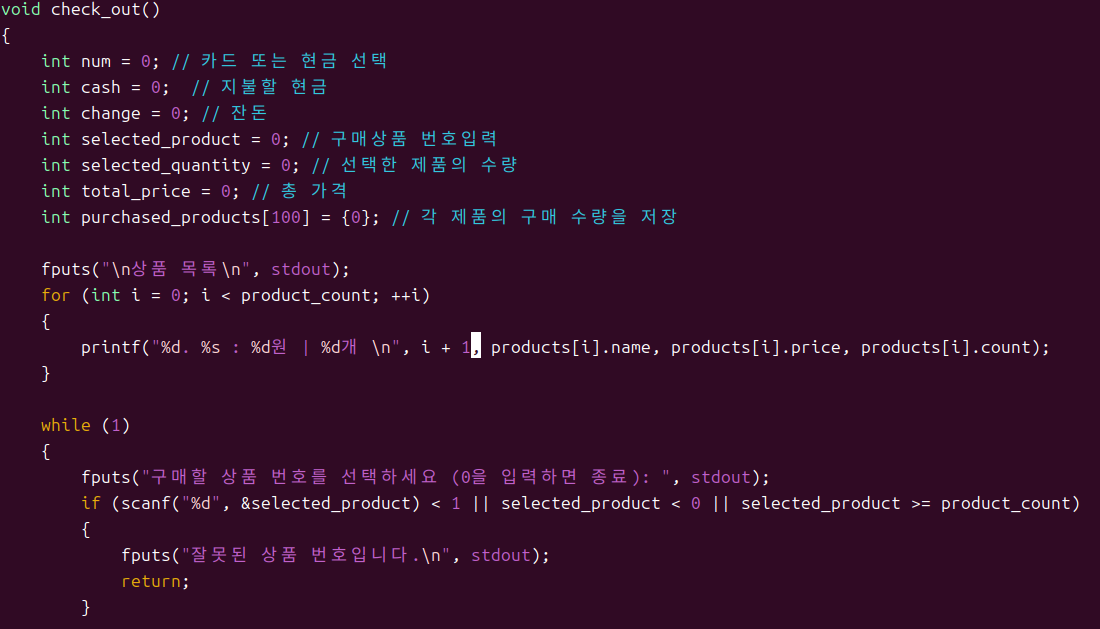 void check_out()
{
    int num = 0; // 카드 또는 현금 선택
    int cash = 0;  // 지불할 현금
    int change = 0; // 잔돈
    int selected_product = 0; // 구매상품 번호입력
    int selected_quantity = 0; // 선택한 제품의 수량
    int total_price = 0; // 총 가격
    int purchased_products[100] = {0}; // 각 제품의 구매 수량을 저장

    fputs("\n상품 목록\n", stdout);
    for (int i = 0; i < product_count; ++i)
    {
        printf("%d. %s : %d원 | %d개 \n", i + 1, products[i].name, products[i].price, products[i].count);
    }

    while (1)
    {
        fputs("구매할 상품 번호를 선택하세요 (0을 입력하면 종료): ", stdout);
        if (scanf("%d", &selected_product) < 1 || selected_product < 0 || selected_product >= product_count)
        {
            fputs("잘못된 상품 번호입니다.\n", stdout);
            return;
        }